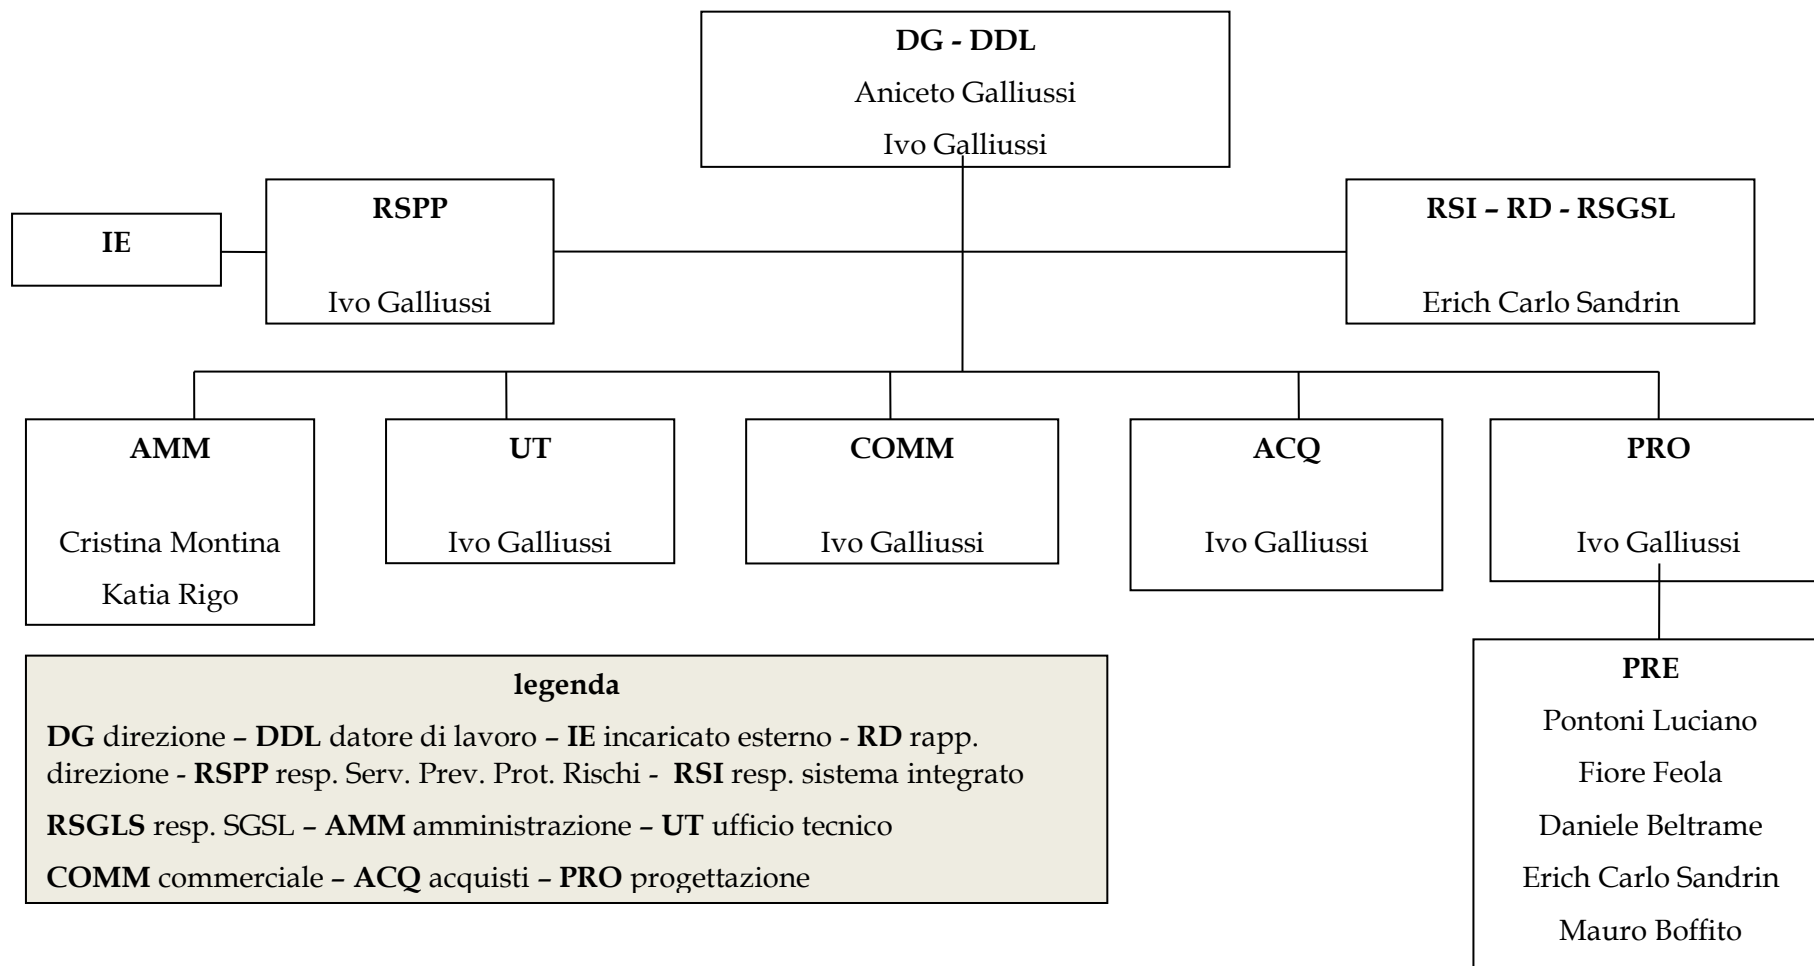 DG - DDL
Aniceto Galliussi
Ivo Galliussi
IE
RSPP
Ivo Galliussi
RSI – RD - RSGSL
Erich Carlo Sandrin
AMM
Cristina Montina
Katia Rigo
UT
Ivo Galliussi
COMM
Ivo Galliussi
ACQ
Ivo Galliussi
PRO
Ivo Galliussi
PRE
Pontoni Luciano
Fiore Feola
Daniele Beltrame
Erich Carlo Sandrin
Mauro Boffito
legenda
DG direzione – DDL datore di lavoro – IE incaricato esterno - RD rapp.
direzione - RSPP resp. Serv. Prev. Prot. Rischi - RSI resp. sistema integrato
RSGLS resp. SGSL – AMM amministrazione – UT ufficio tecnico
COMM commerciale – ACQ acquisti – PRO progettazione